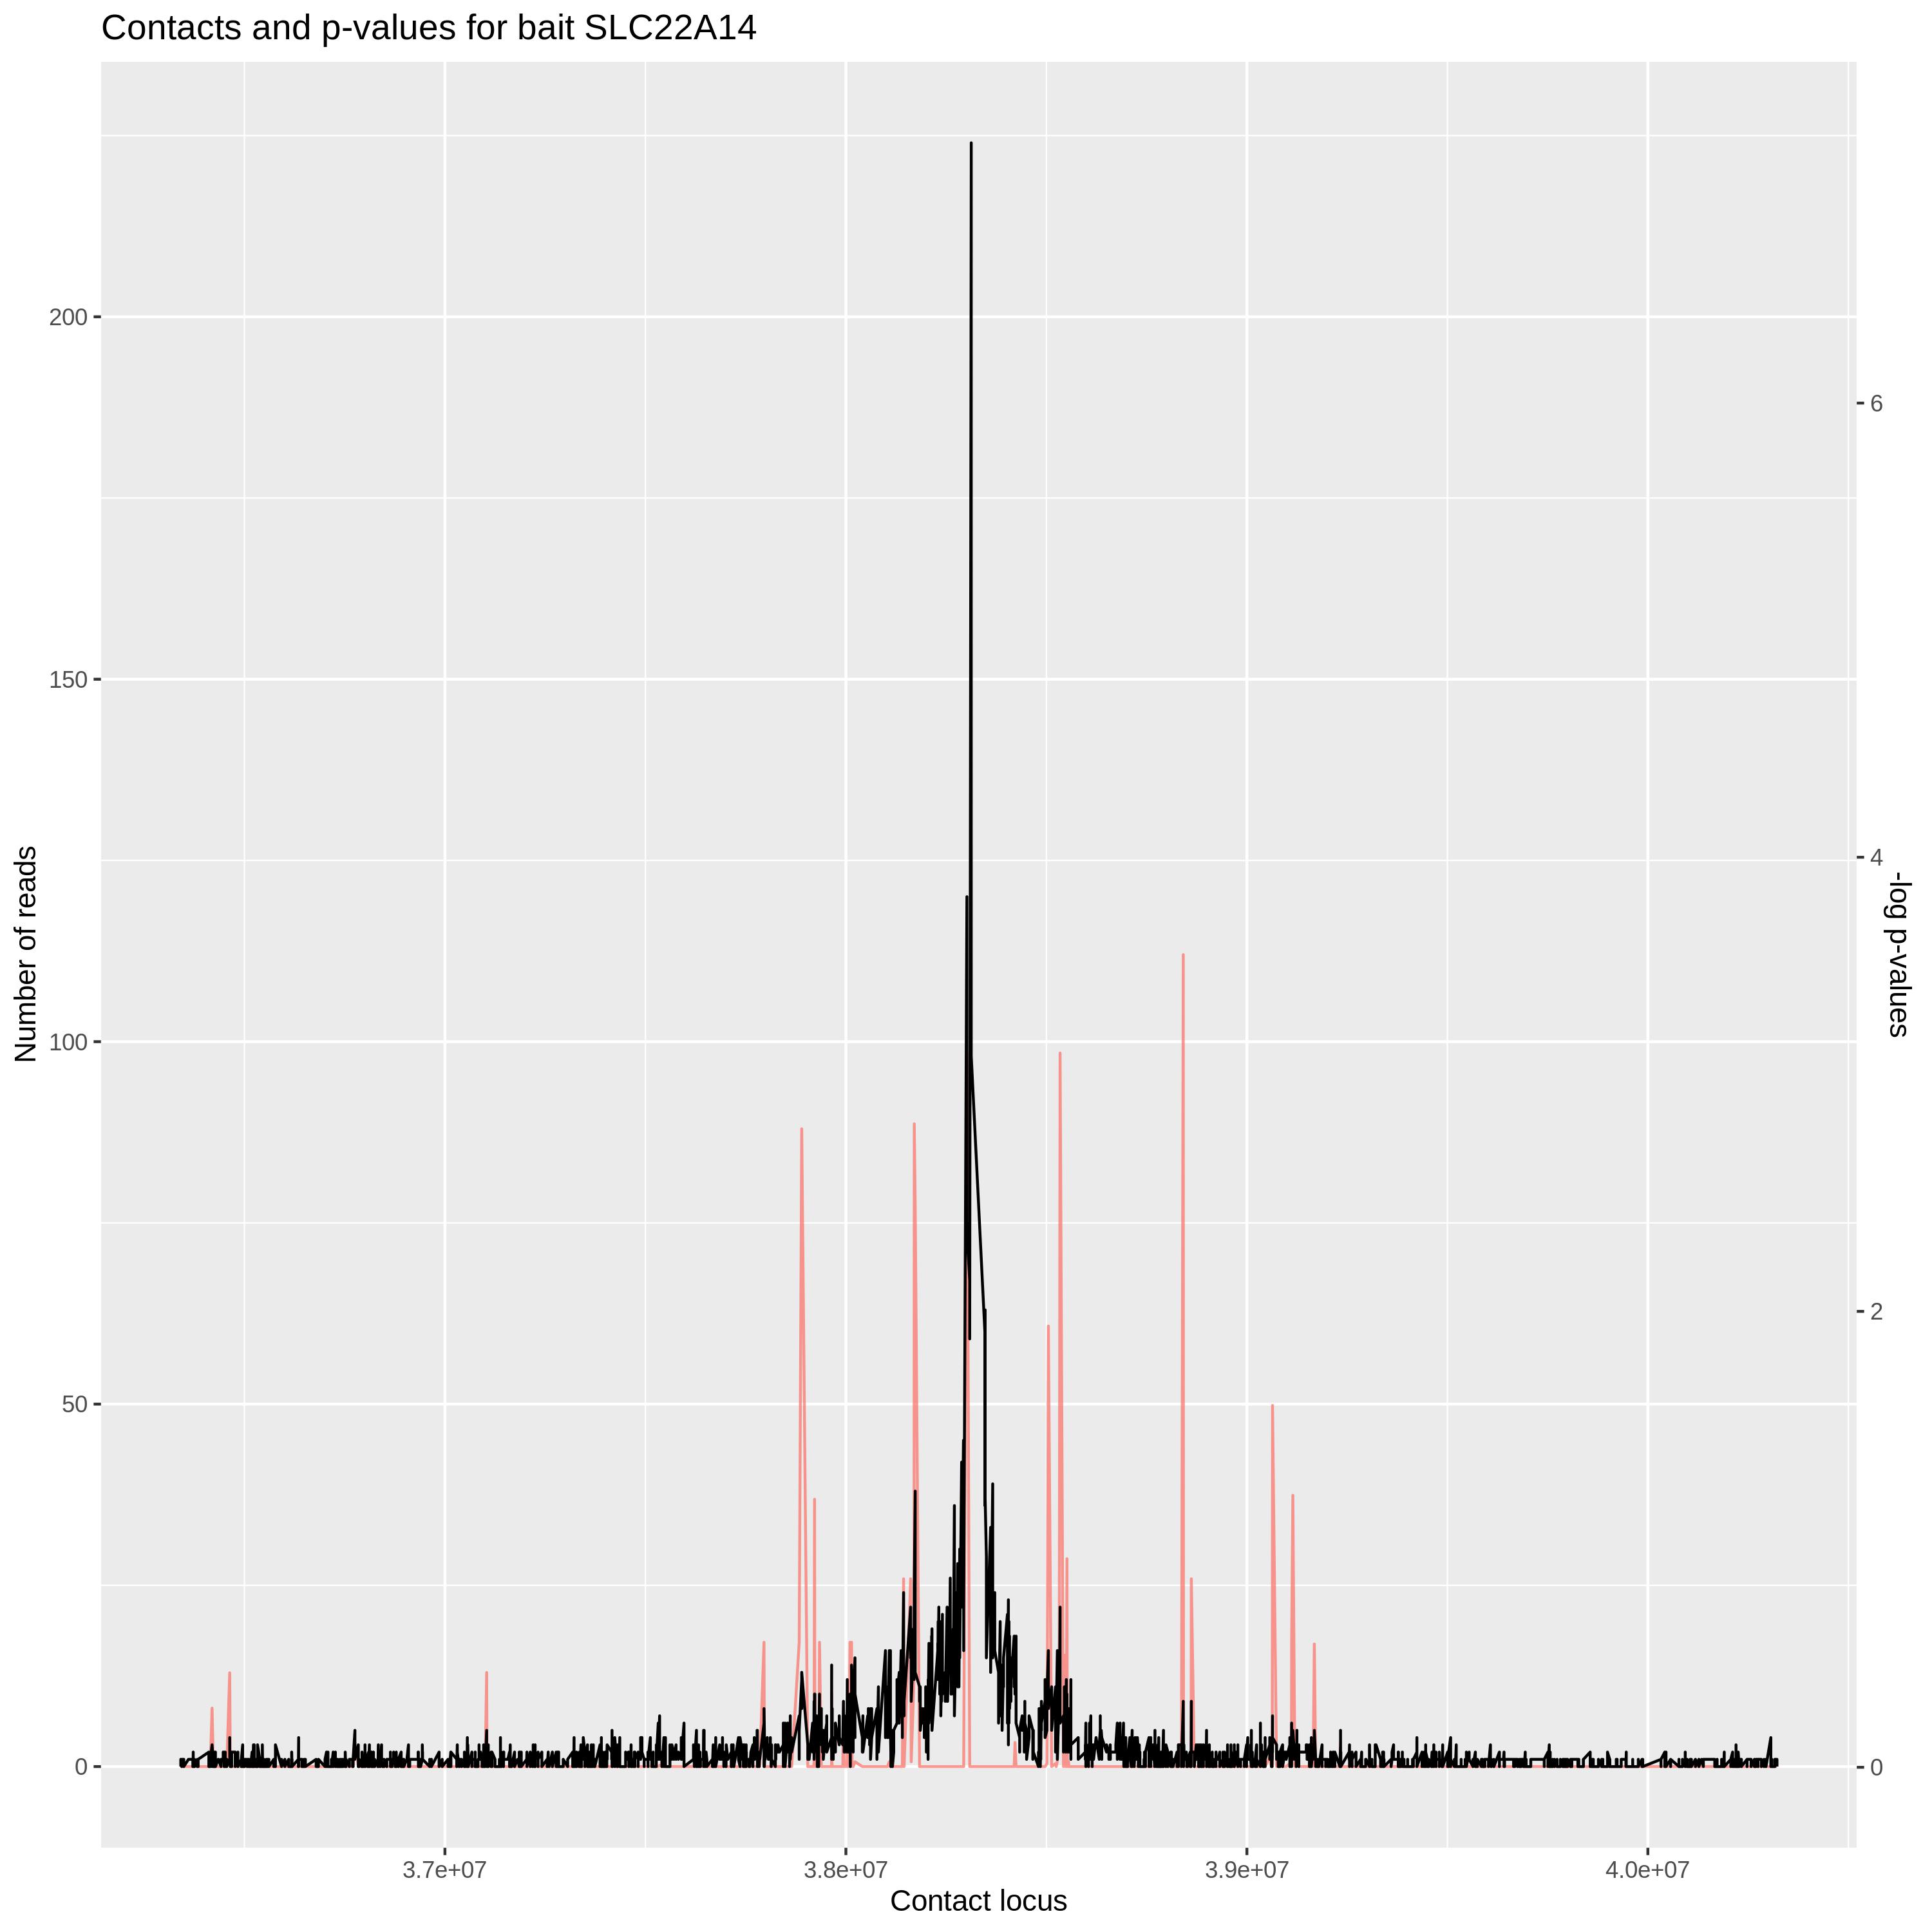 Contacts and p-values for bait SLC22A14
Number of reads
200
150
100
50
0
6
4
2
0
-log p-values
3.7e+07
3.8e+07
3.9e+07
4.0e+07
Contact locus